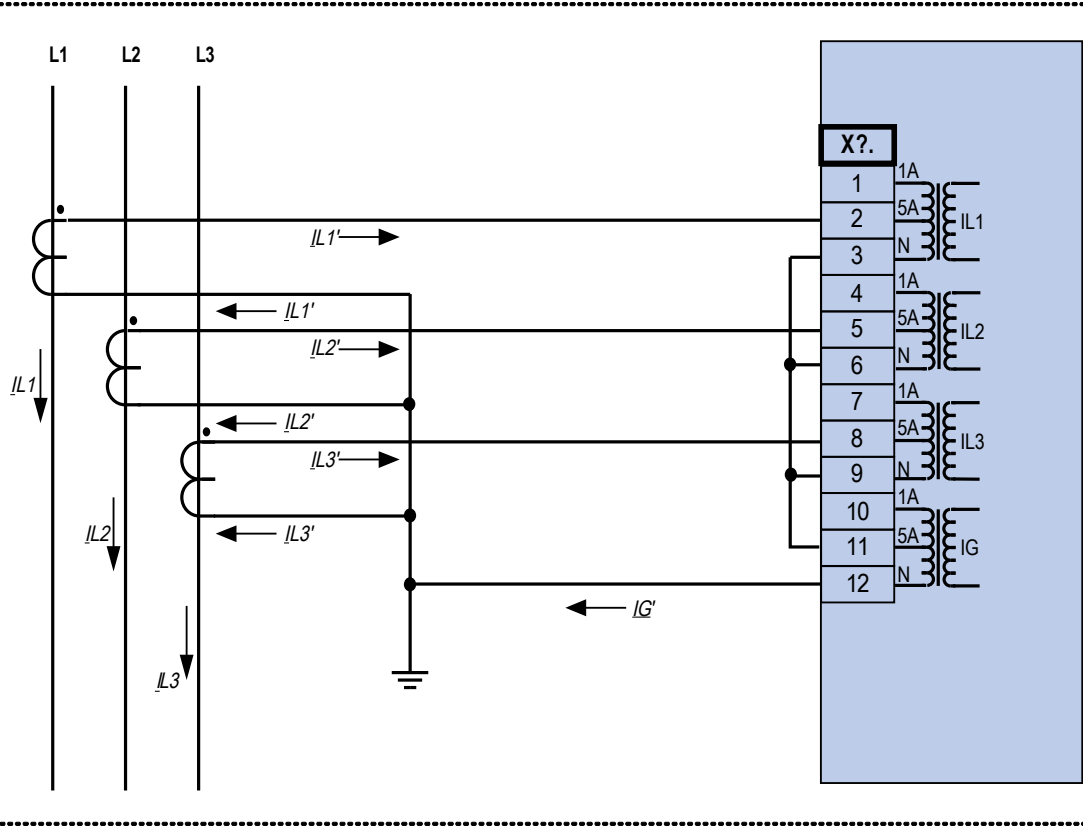 L1 L2 L3
X?.
1 1A
2 5A IL1
3 N
IL1'
4 1A
IL1'
5 5A IL2
IL2'
6 N
IL1
7 1A
IL2'
8 5A IL3
IL3'
9 N
10 1A
IL2
IL3'
11 5A IG
12 N
IG'
IL3